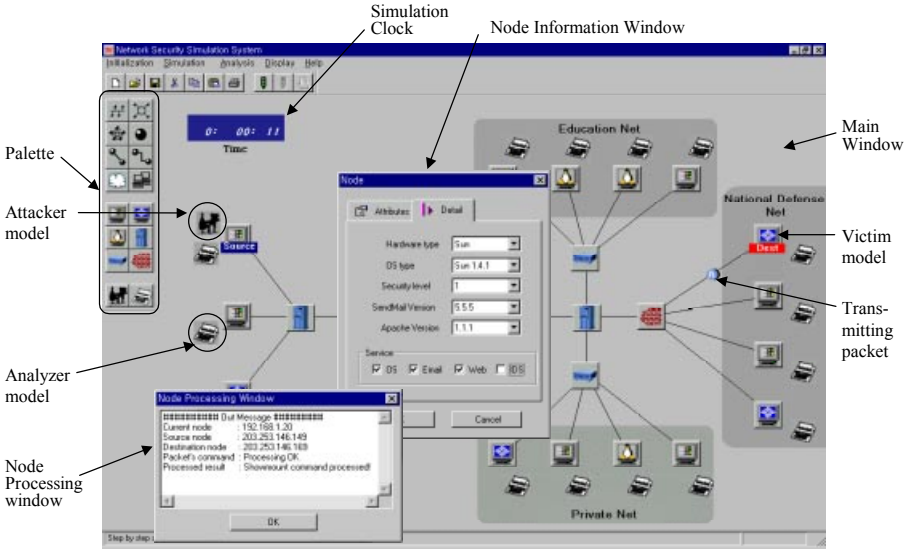 Simulation
Clock
Node Information Window
Network Security Simulation System
Initialization Simulation Analysis Display Help
0: 00: 11
Time
Palette
Attacker
model
Analyzer
model
Node
Processing
window
Source
Education Net
Main
Window
National Defense
Net
Dest
Victim
model
Trans-
mitting
packet
Node
Attributes Detail
Hardware type Sun
OS type Sun 1.4.1
Security level 1
SendMail Version 5.5.5
Apache Version 1.1.1
Service
OS Email Web IDS
Cancel
Node Processing Window
########## Out Message #########
Current node : 192.168.1.20
Source node : 203.253.146.149
Destination node : 203.253.146.169
Packet's command : Processing OK
Processed result : Showmount command processed!
OK
Private Net
Step by step